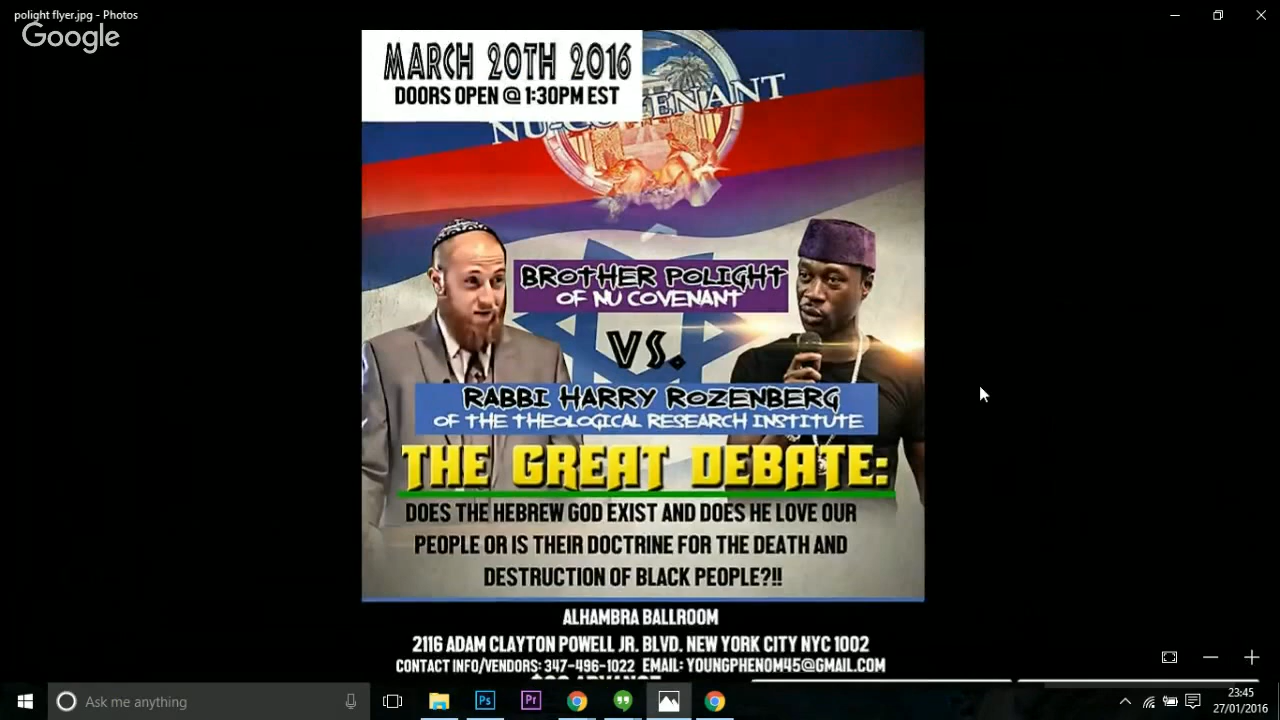 polight flyer.jpg - Photos
Google
MARCH 20TH 2016
DOORS OPEN @ 1:30PM EST
NU-COVENANT
BROTHER POLIGHT
OF NU COVENANT
VS.
RABBI HARRY ROZENBERG
OF THE THEOLOGICAL RESEARCH INSTITUTE
THE GREAT DEBATE:
DOES THE HEBREW GOD EXIST AND DOES HE LOVE OUR
PEOPLE OR IS THEIR DOCTRINE FOR THE DEATH AND
DESTRUCTION OF BLACK PEOPLE?!!
ALHAMBRA BALLROOM
2116 ADAM CLAYTON POWELL JR. BLVD. NEW YORK CITY NYC 1002
CONTACT INFO/VENDORS: 347-496-1022 EMAIL: YOUNGPHENOM45@GMAIL.COM
Ask me anything
Ps
Pr
23:45
27/01/2016